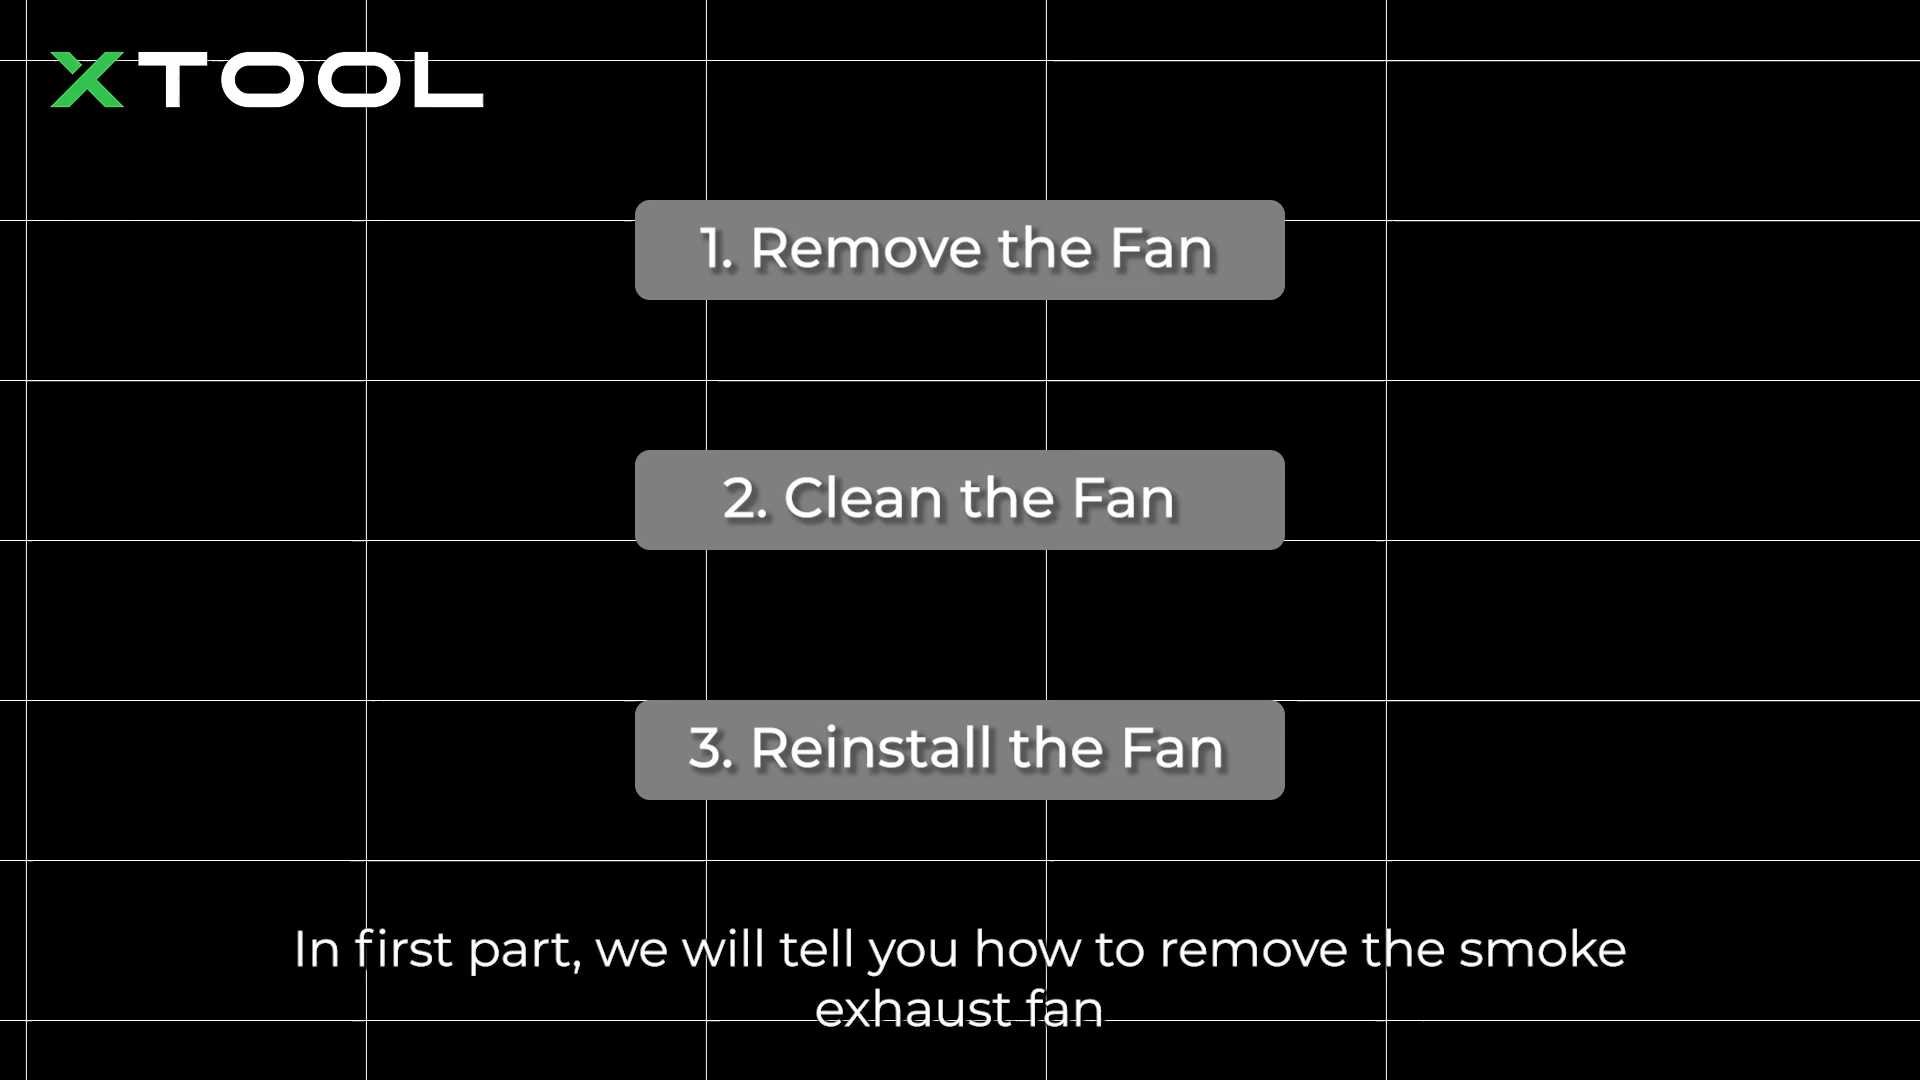 XTOOL
1. Remove the Fan
2. Clean the Fan
3. Reinstall the Fan
In first part, we will tell you how to remove the smoke
exhaust fan